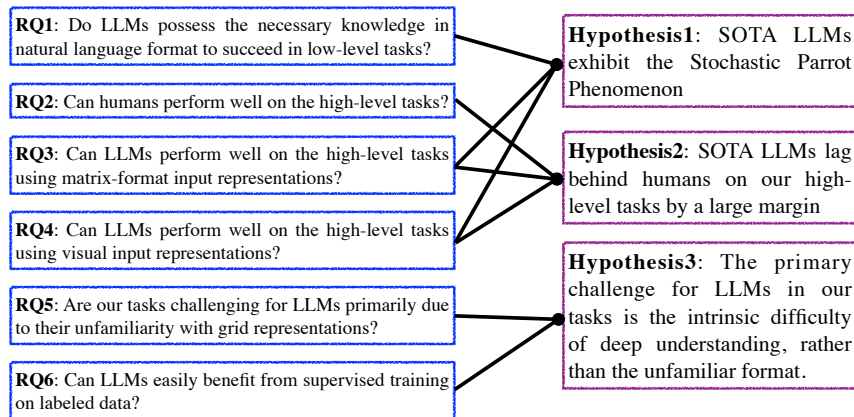 RQ1: Do LLMs possess the necessary knowledge in
natural language format to succeed in low-level tasks?
RQ2: Can humans perform well on the high-level tasks?
RQ3: Can LLMs perform well on the high-level tasks
using matrix-format input representations?
RQ4: Can LLMs perform well on the high-level tasks
using visual input representations?
RQ5: Are our tasks challenging for LLMs primarily due
to their unfamiliarity with grid representations?
RQ6: Can LLMs easily benefit from supervised training
on labeled data?
Hypothesis1: SOTA LLMs
exhibit the Stochastic Parrot
Phenomenon
Hypothesis2: SOTA LLMs lag
behind humans on our high-
level tasks by a large margin
Hypothesis3: The primary
challenge for LLMs in our
tasks is the intrinsic difficulty
of deep understanding, rather
than the unfamiliar format.